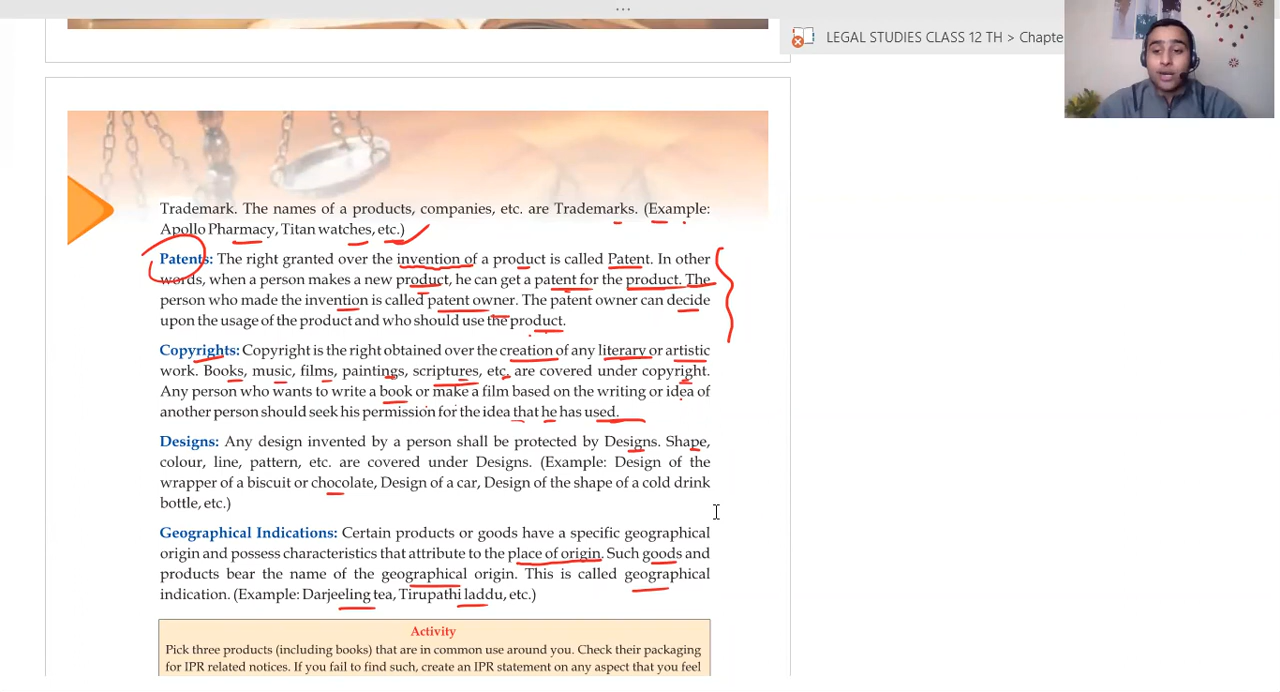 ...
LEGAL STUDIES CLASS 12 TH > Chapte
Trademark. The names of a products, companies, etc. are Trademarks. (Example:
Apollo Pharmacy, Titan watches, etc.)
Patents: The right granted over the invention of a product is called Patent. In other
words, when a person makes a new product, he can get a patent for the product. The
person who made the invention is called patent owner. The patent owner can decide
upon the usage of the product and who should use the product.
Copyrights: Copyright is the right obtained over the creation of any literary or artistic
work. Books, music, films, paintings, scriptures, etc. are covered under copyright.
Any person who wants to write a book or make a film based on the writing or idea of
another person should seek his permission for the idea that he has used.
Designs: Any design invented by a person shall be protected by Designs. Shape,
colour, line, pattern, etc. are covered under Designs. (Example: Design of the
wrapper of a biscuit or chocolate, Design of a car, Design of the shape of a cold drink
bottle, etc.)
Geographical Indications: Certain products or goods have a specific geographical
origin and possess characteristics that attribute to the place of origin. Such goods and
products bear the name of the geographical origin. This is called geographical
indication. (Example: Darjeeling tea, Tirupathi laddu, etc.)
Activity
Pick three products (including books) that are in common use around you. Check their packaging
for IPR related notices. If you fail to find such, create an IPR statement on any aspect that you feel